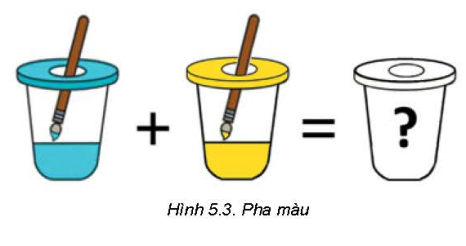 + = ?
Hình 5.3. Pha màu